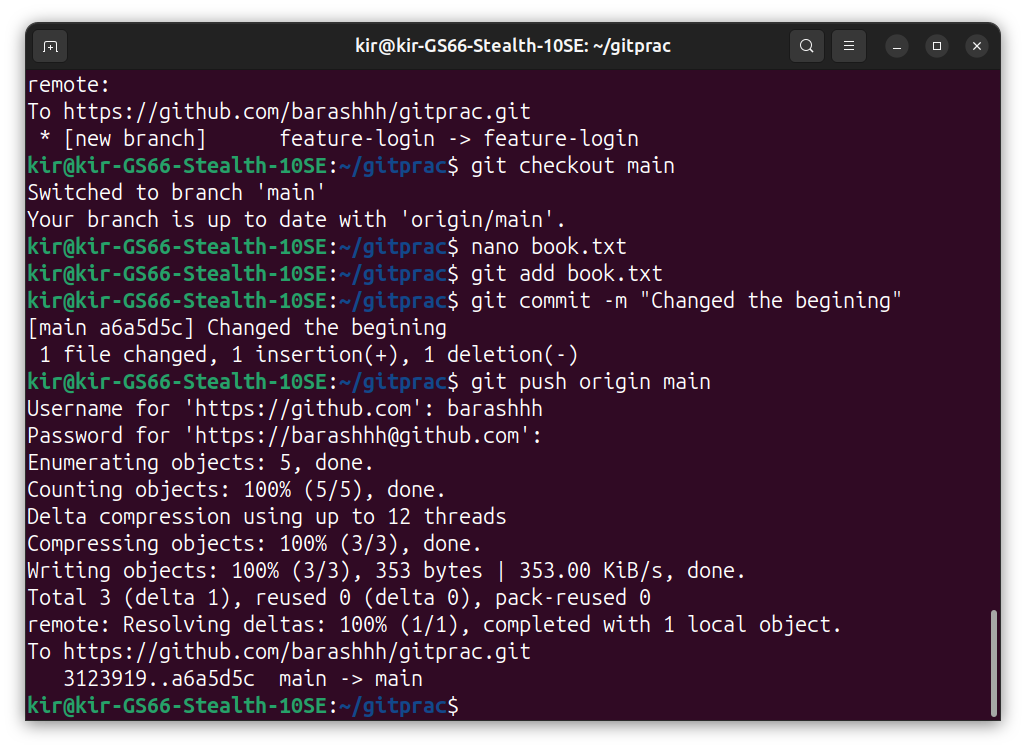 kir@kir-GS66-Stealth-10SE: ~/gitprac
remote:
To https://github.com/barashhh/gitprac.git
 * [new branch]      feature-login -> feature-login
kir@kir-GS66-Stealth-10SE:~/gitprac$ git checkout main
Switched to branch 'main'
Your branch is up to date with 'origin/main'.
kir@kir-GS66-Stealth-10SE:~/gitprac$ nano book.txt
kir@kir-GS66-Stealth-10SE:~/gitprac$ git add book.txt
kir@kir-GS66-Stealth-10SE:~/gitprac$ git commit -m "Changed the begining"
[main a6a5d5c] Changed the begining
 1 file changed, 1 insertion(+), 1 deletion(-)
kir@kir-GS66-Stealth-10SE:~/gitprac$ git push origin main
Username for 'https://github.com': barashhh
Password for 'https://barashhh@github.com':
Enumerating objects: 5, done.
Counting objects: 100% (5/5), done.
Delta compression using up to 12 threads
Compressing objects: 100% (3/3), done.
Writing objects: 100% (3/3), 353 bytes | 353.00 KiB/s, done.
Total 3 (delta 1), reused 0 (delta 0), pack-reused 0
remote: Resolving deltas: 100% (1/1), completed with 1 local object.
To https://github.com/barashhh/gitprac.git
   3123919..a6a5d5c  main -> main
kir@kir-GS66-Stealth-10SE:~/gitprac$